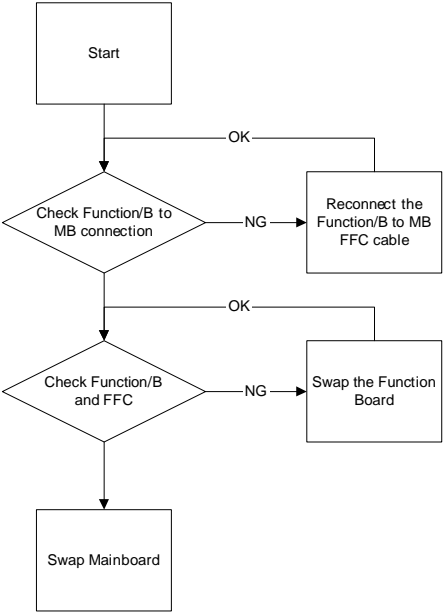 Start
OK
Check Function/B to
MB connection
NG
Reconnect the
Function/B to MB
FFC cable
OK
Check Function/B
and FFC
NG
Swap the Function
Board
Swap Mainboard